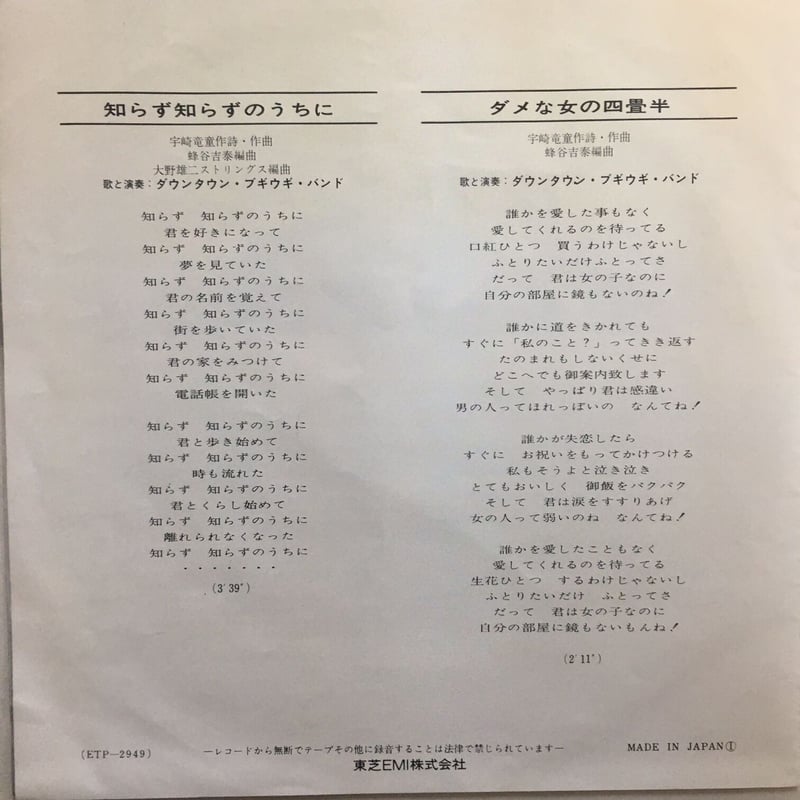 知らず知らずのうちに
宇崎竜童作詩・作曲
蜂谷吉泰編曲
大野雄二ストリングス編曲
歌と演奏：ダウンタウン・ブギウギ・バンド
知らず　知らずのうちに
君を好きになって
知らず　知らずのうちに
夢を見ていた
知らず　知らずのうちに
君の名前を覚えて
知らず　知らずのうちに
街を歩いていた
知らず　知らずのうちに
君の家をみつけて
知らず　知らずのうちに
電話帳を開いた
知らず　知らずのうちに
君と歩き始めて
知らず　知らずのうちに
時も流れた
知らず　知らずのうちに
君とくらし始めて
知らず　知らずのうちに
離れられなくなった
知らず　知らずのうちに
・・・・・・・
(3′39″)
ダメな女の四畳半
宇崎竜童作詩・作曲
蜂谷吉泰編曲
歌と演奏：ダウンタウン・ブギウギ・バンド
誰かを愛した事もなく
愛してくれるのを待ってる
口紅ひとつ　買うわけじゃないし
ふとりたいだけふとってさ
だって　君は女の子なのに
自分の部屋に鏡もないのね！
誰かに道をきかれても
すぐに「私のこと？」ってきき返す
たのまれもしないくせに
どこへでも御案内致します
そして　やっぱり君は感違い
男の人ってほれっぽいの　なんてね！
誰かが失恋したら
すぐに　お祝いをもってかけつける
私もそうよと泣き泣き
とてもおいしく　御飯をパクパク
そして　君は涙をすすりあげ
女の人って弱いのね　なんてね！
誰かを愛したこともなく
愛してくれるのを待ってる
生花ひとつ　するわけじゃないし
ふとりたいだけ　ふとってさ
だって　君は女の子なのに
自分の部屋に鏡もないもんね！
(2′11″)
(ETP—2949)
—レコードから無断でテープその他に録音することは法律で禁じられています—
MADE IN JAPAN①
東芝EMI株式会社